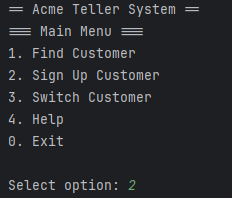 == Acme Teller System ==
=== Main Menu ===
1. Find Customer
2. Sign Up Customer
3. Switch Customer
4. Help
0. Exit
Select option: 2